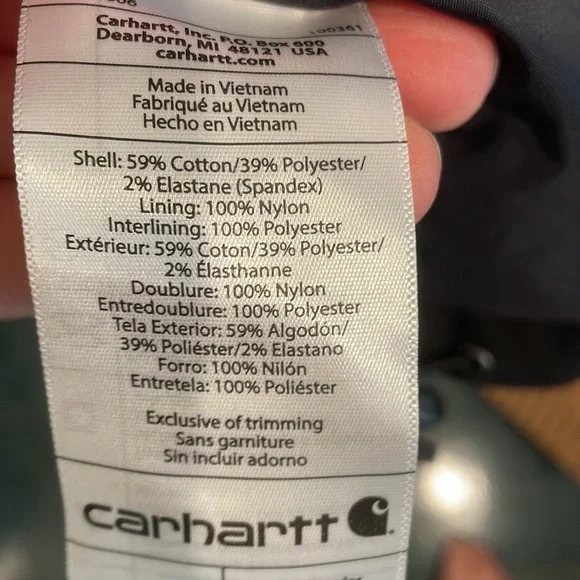 Carhartt, Inc. P.O. Box 600
Dearborn, MI 48121 USA
carhartt.com
Made in Vietnam
Fabriqué au Vietnam
Hecho en Vietnam
Shell: 59% Cotton/39% Polyester/
2% Elastane (Spandex)
Lining: 100% Nylon
Interlining: 100% Polyester
Extérieur: 59% Coton/39% Polyester/
2% Élasthanne
Doublure: 100% Nylon
Entredoublure: 100% Polyester
Tela Exterior: 59% Algodón/
39% Poliéster/2% Elastano
Forro: 100% Nilón
Entretela: 100% Poliéster
Exclusive of trimming
Sans garniture
Sin incluir adorno
carhartt